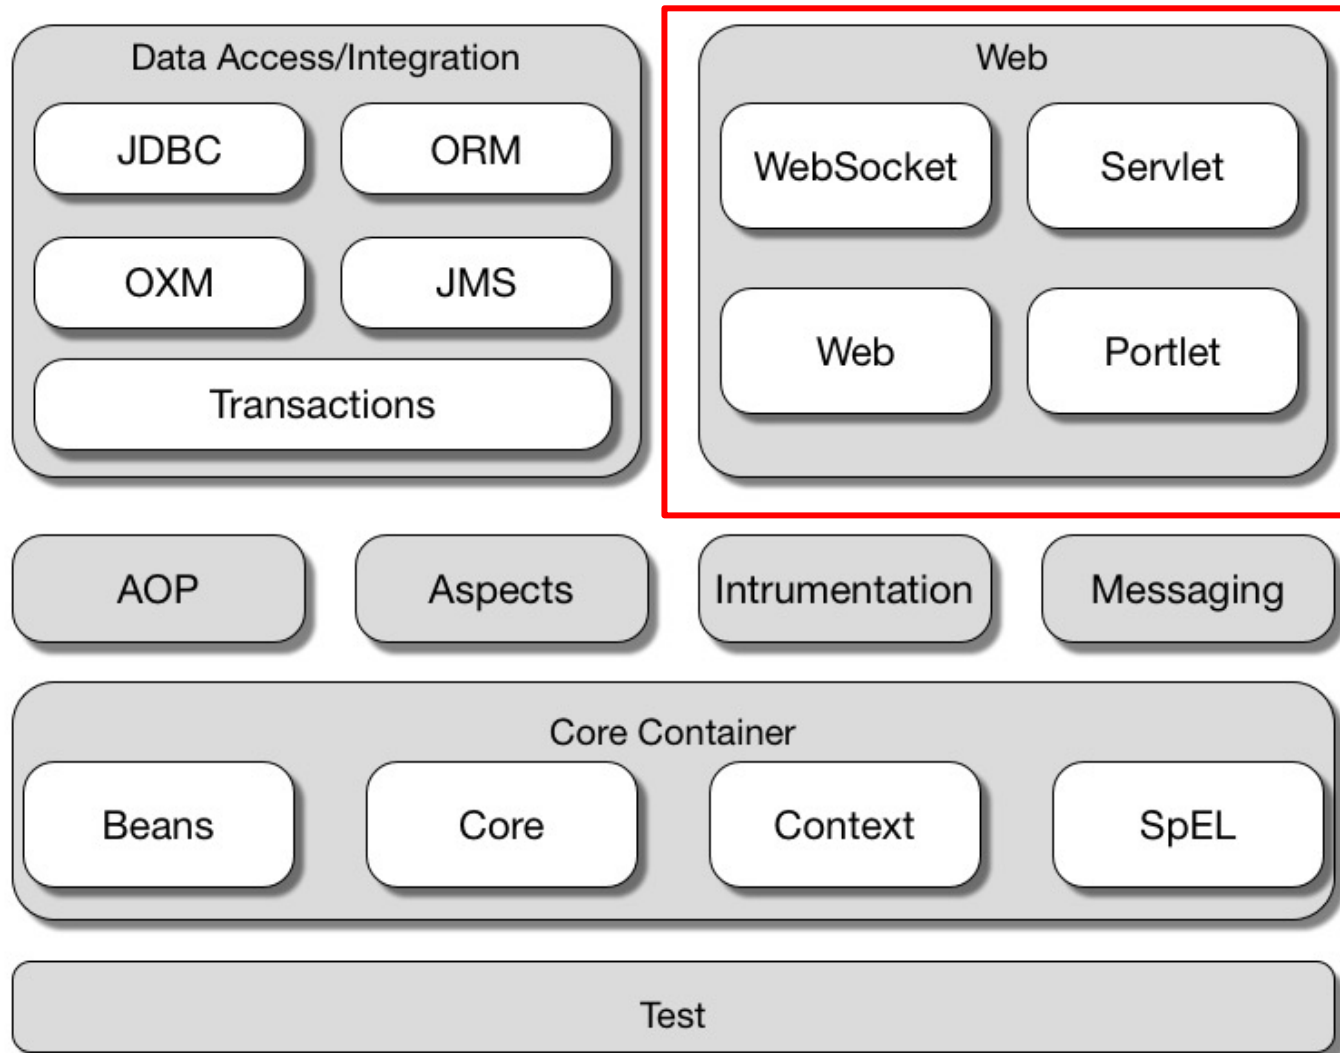 Data Access/Integration
JDBC
ORM
OXM
JMS
Transactions
Web
WebSocket
Servlet
Web
Portlet
AOP
Aspects
Intrumentation
Messaging
Core Container
Beans
Core
Context
SpEL
Test